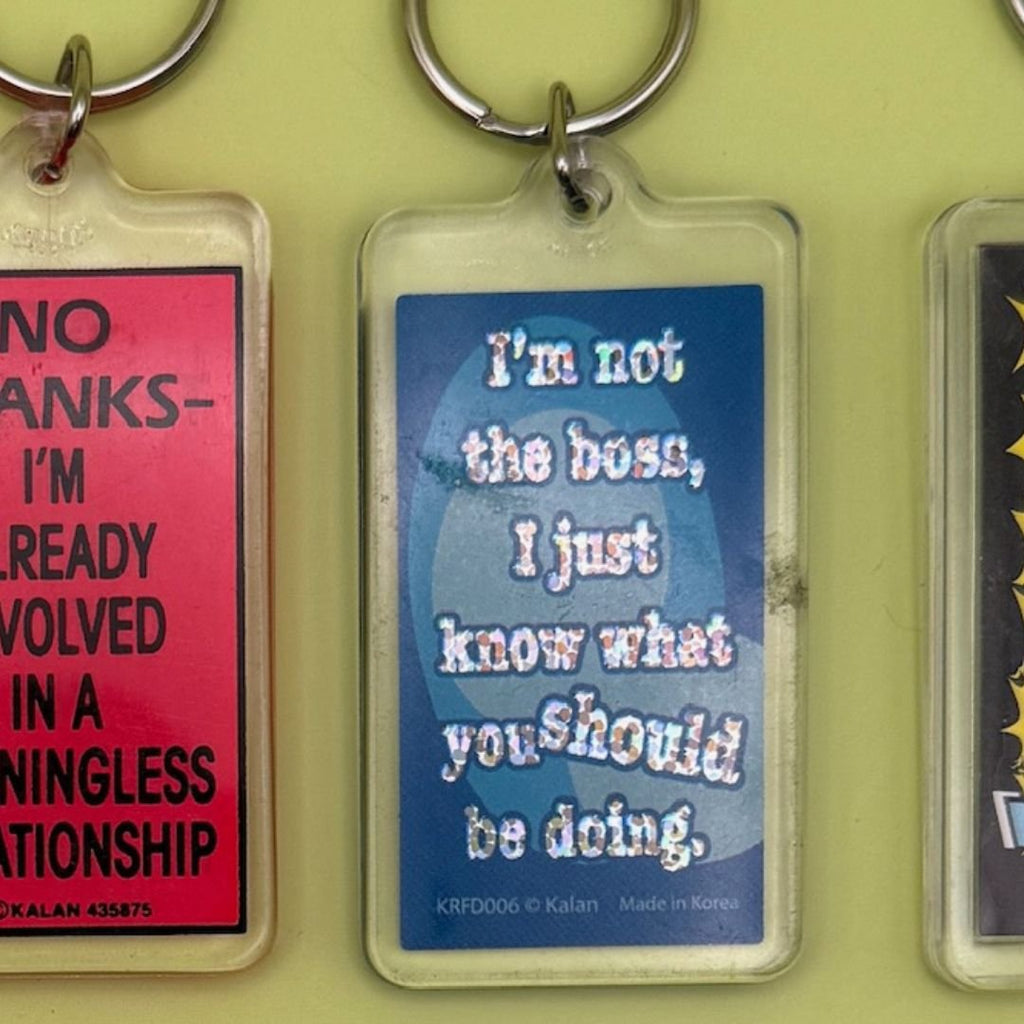 NO
ANKS-
I'M
LREADY
VOLVED
IN A
NINGLESS
ATIONSHIP
©KALAN 435875
I'm not
the boss,
I just
know what
you should
be doing.
KRFD006 © Kalan Made in Korea